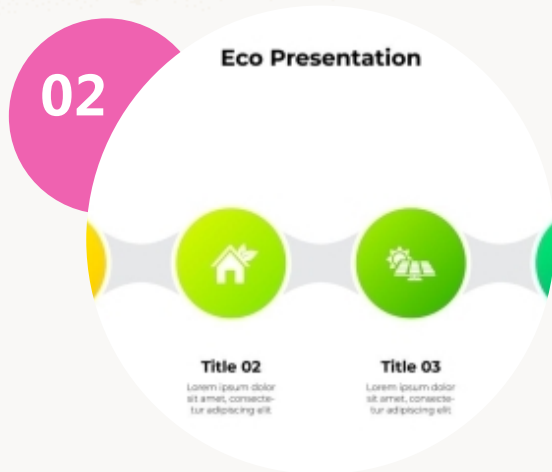 02
Eco Presentation
Title 02
Lorem ipsum dolor
sit amet, consecte-
tur adipiscing elit
Title 03
Lorem ipsum dolor
sit amet, consecte-
tur adipiscing elit